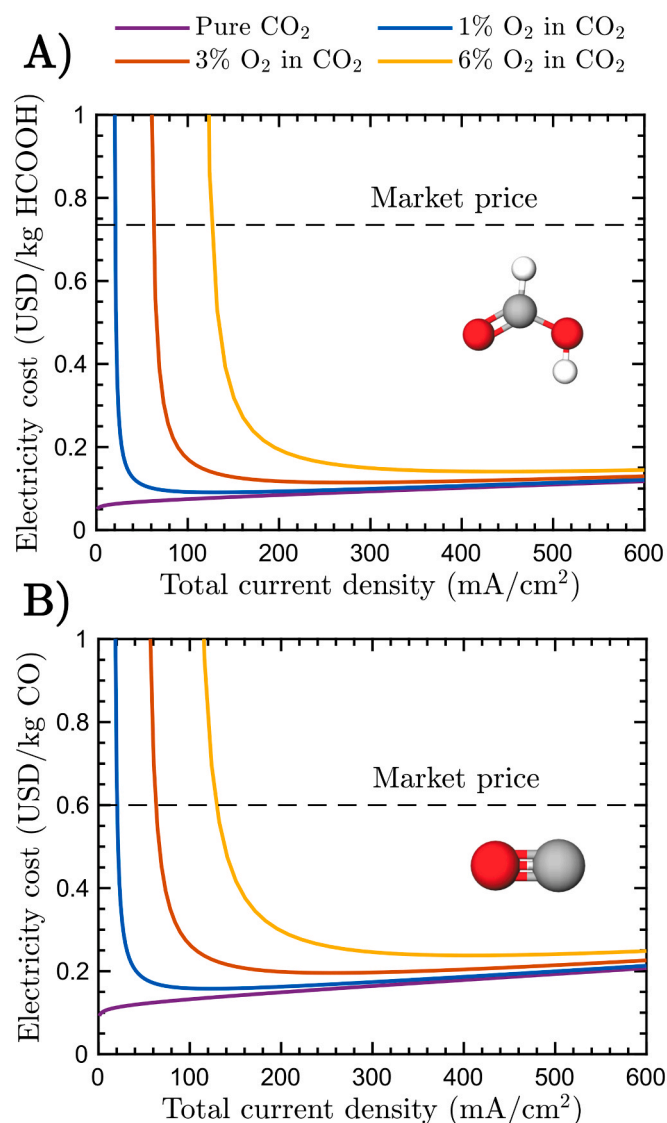 Pure CO₂
1% O₂ in CO₂
3% O₂ in CO₂
6% O₂ in CO₂
A)
Electricity cost (USD/kg HCOOH)
1
0.8
0.6
0.4
0.2
0
Market price
0 100 200 300 400 500 600
Total current density (mA/cm²)
B)
Electricity cost (USD/kg CO)
1
0.8
0.6
0.4
0.2
0
Market price
0 100 200 300 400 500 600
Total current density (mA/cm²)